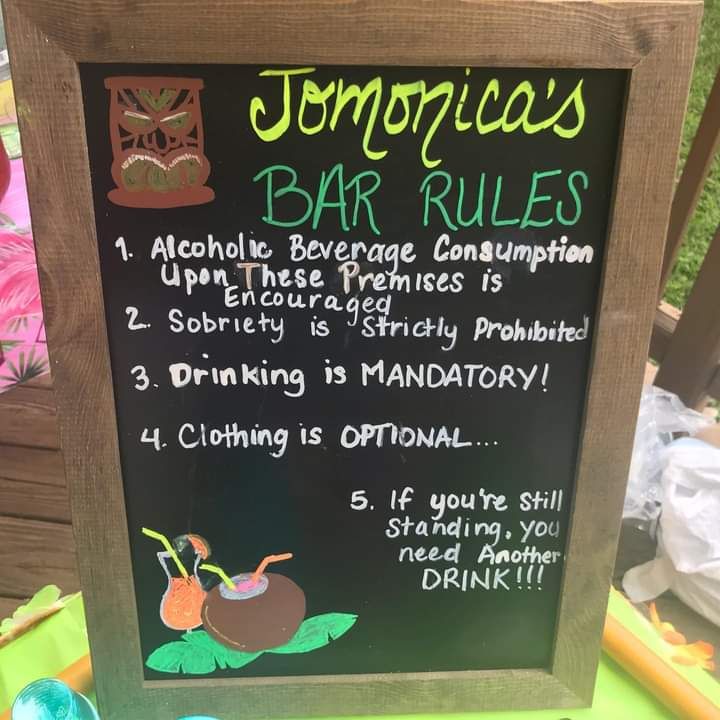 Jomonica's
BAR RULES
1. Alcoholic Beverage Consumption
Upon These Premises is
Encouraged
2. Sobriety is Strictly Prohibited
3. Drinking is MANDATORY!
4. Clothing is OPTIONAL...
5. If you're still
standing, you
need Another
DRINK!!!